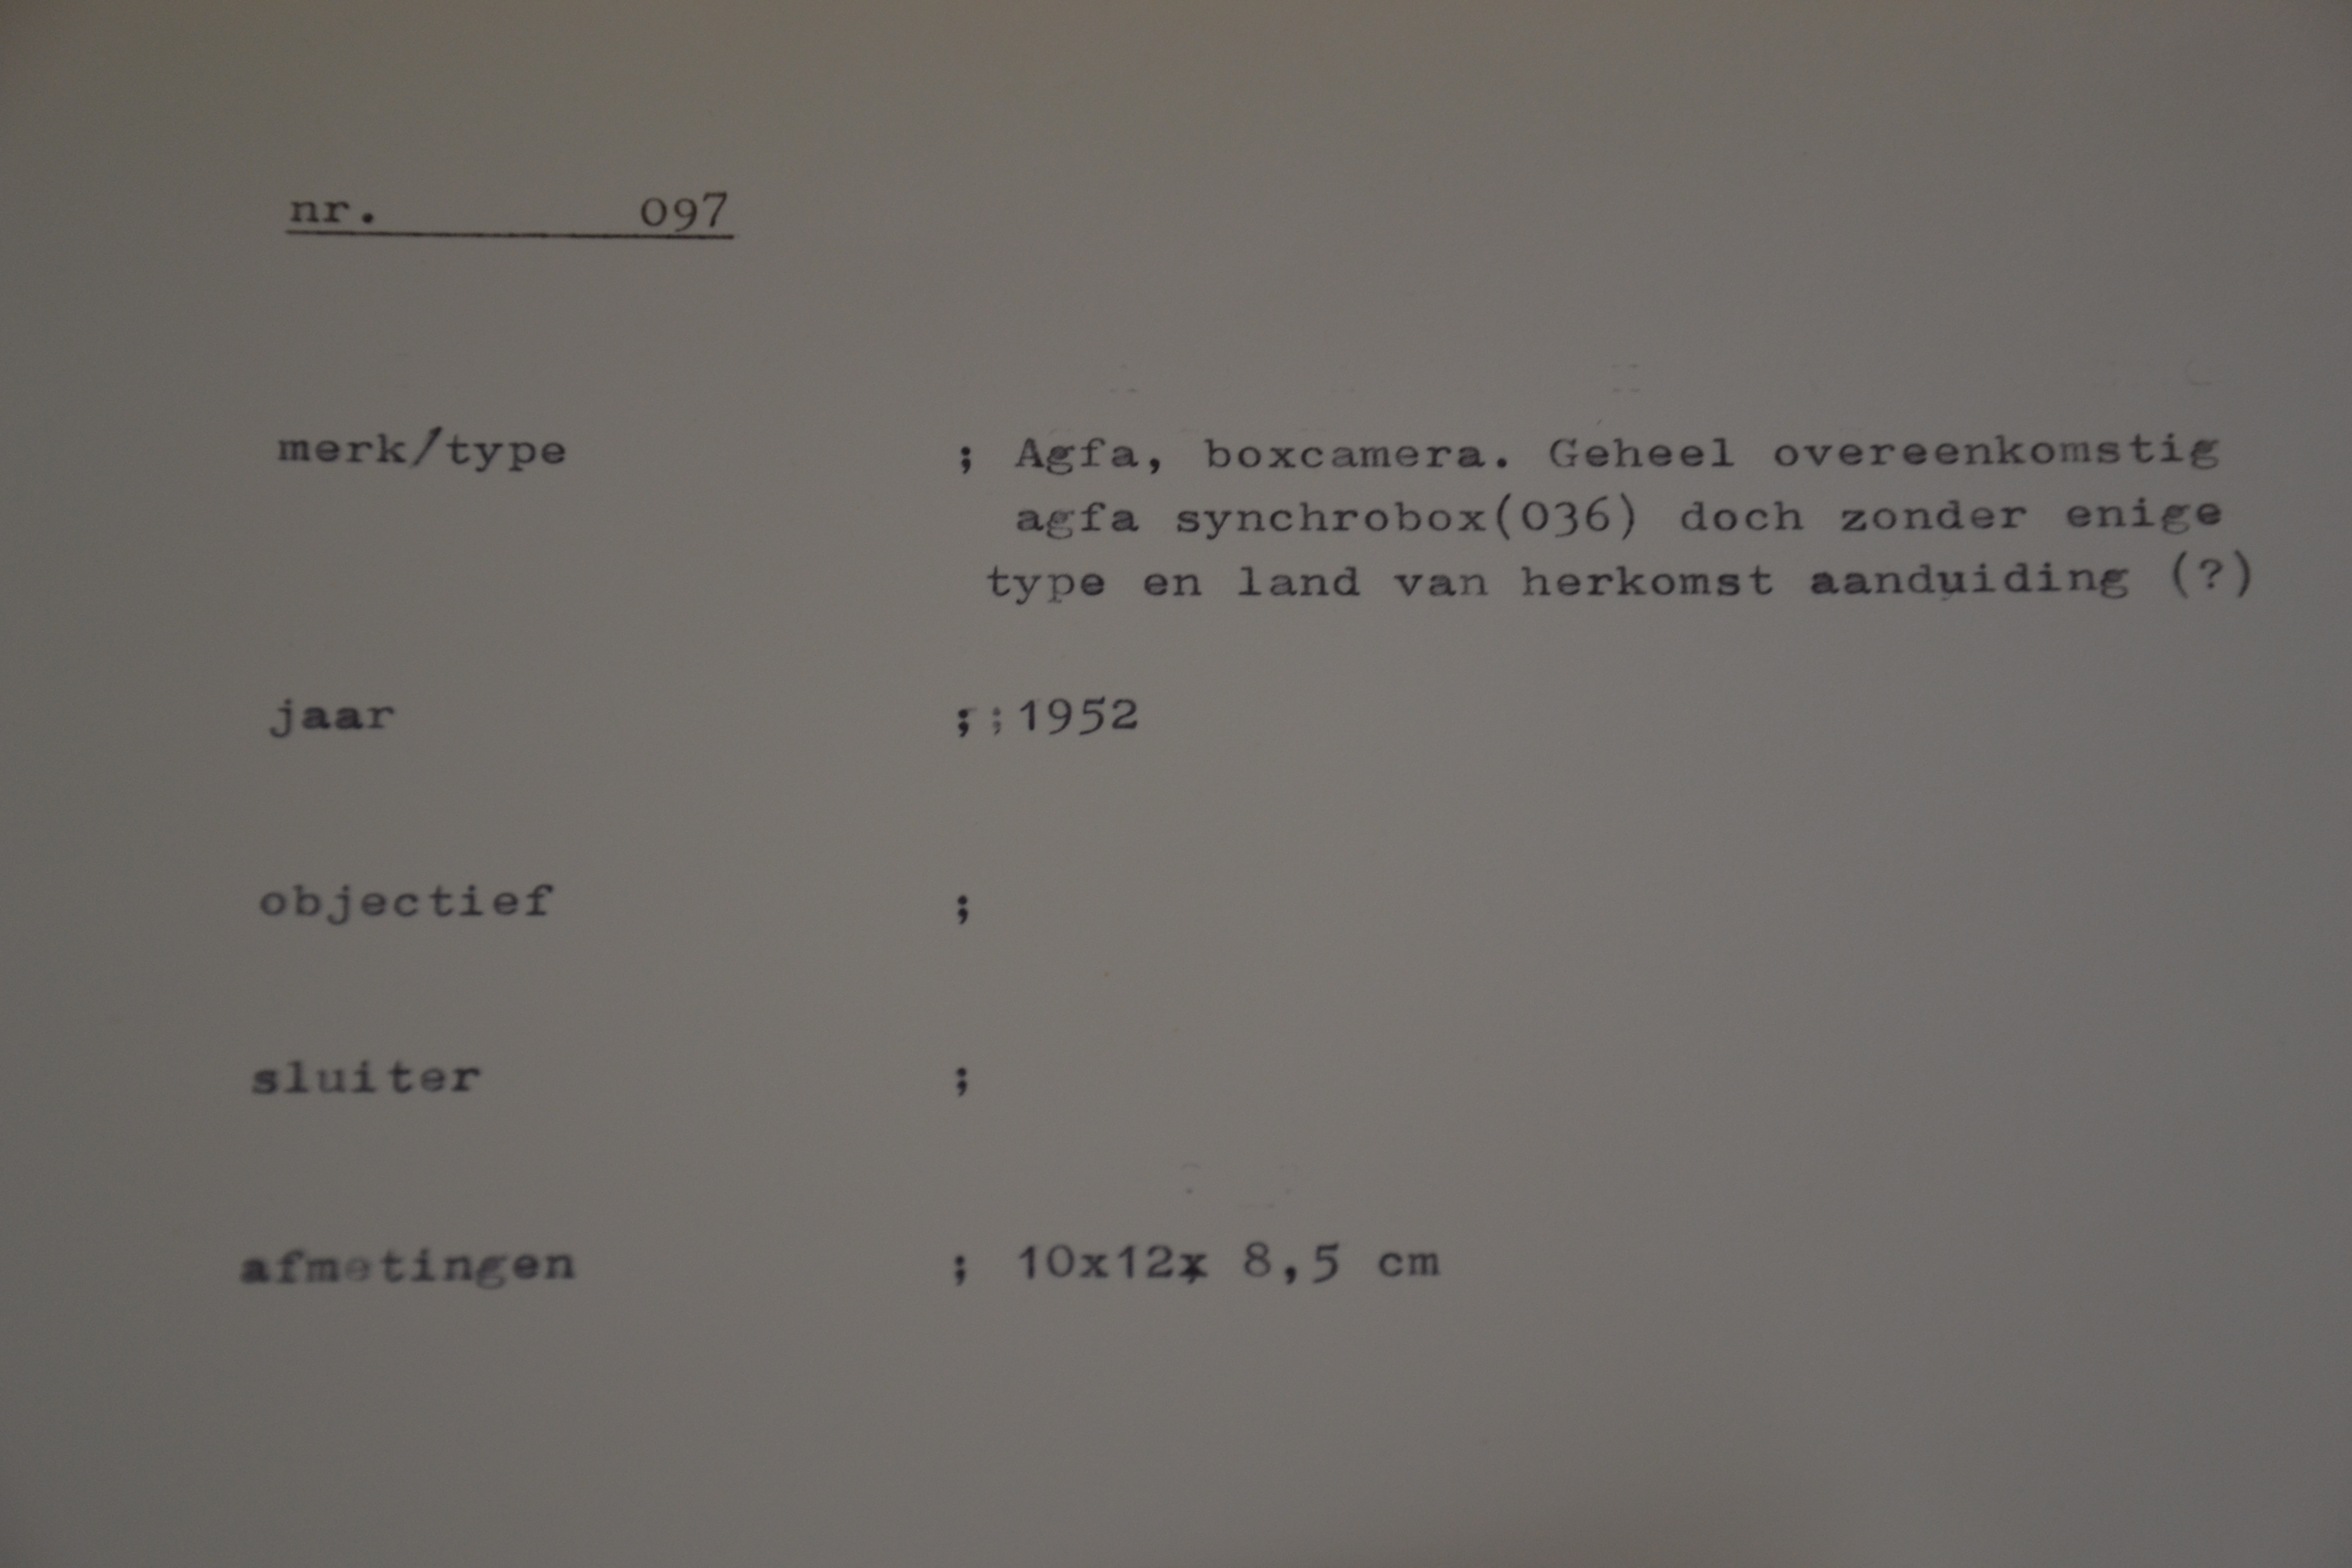 nr. 097
merk/type ; Agfa, boxcamera. Geheel overeenkomstig
agfa synchrobox(036) doch zonder enige
type en land van herkomst aanduiding (?)
jaar ;;1952
objectief ;
sluiter ;
afmetingen ; 10x12x 8,5 cm